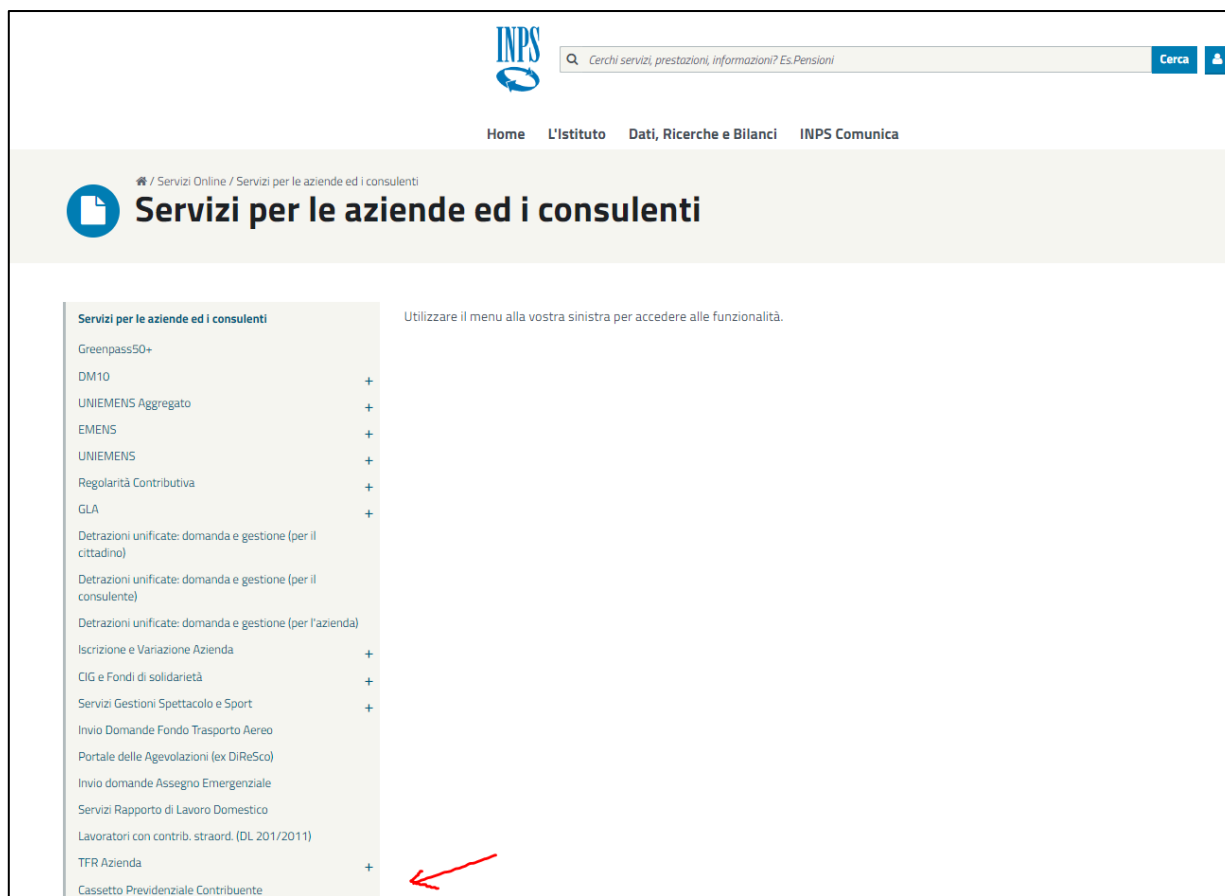 INPS
Cerchi servizi, prestazioni, informazioni? Es.Pensioni
Cerca
Home L'Istituto Dati, Ricerche e Bilanci INPS Comunica
/ Servizi Online / Servizi per le aziende ed i consulenti
Servizi per le aziende ed i consulenti
Servizi per le aziende ed i consulenti
Utilizzare il menu alla vostra sinistra per accedere alle funzionalità.
Greenpass50+
DM10 +
UNIEMENS Aggregato +
EMENS +
UNIEMENS +
Regolarità Contributiva +
GLA +
Detrazioni unificate: domanda e gestione (per il
cittadino)
Detrazioni unificate: domanda e gestione (per il
consulente)
Detrazioni unificate: domanda e gestione (per l'azienda)
Iscrizione e Variazione Azienda +
CIG e Fondi di solidarietà +
Servizi Gestioni Spettacolo e Sport +
Invio Domande Fondo Trasporto Aereo
Portale delle Agevolazioni (ex DiReSco)
Invio domande Assegno Emergenziale
Servizi Rapporto di Lavoro Domestico
Lavoratori con contrib. straord. (DL 201/2011)
TFR Azienda +
Cassetto Previdenziale Contribuente